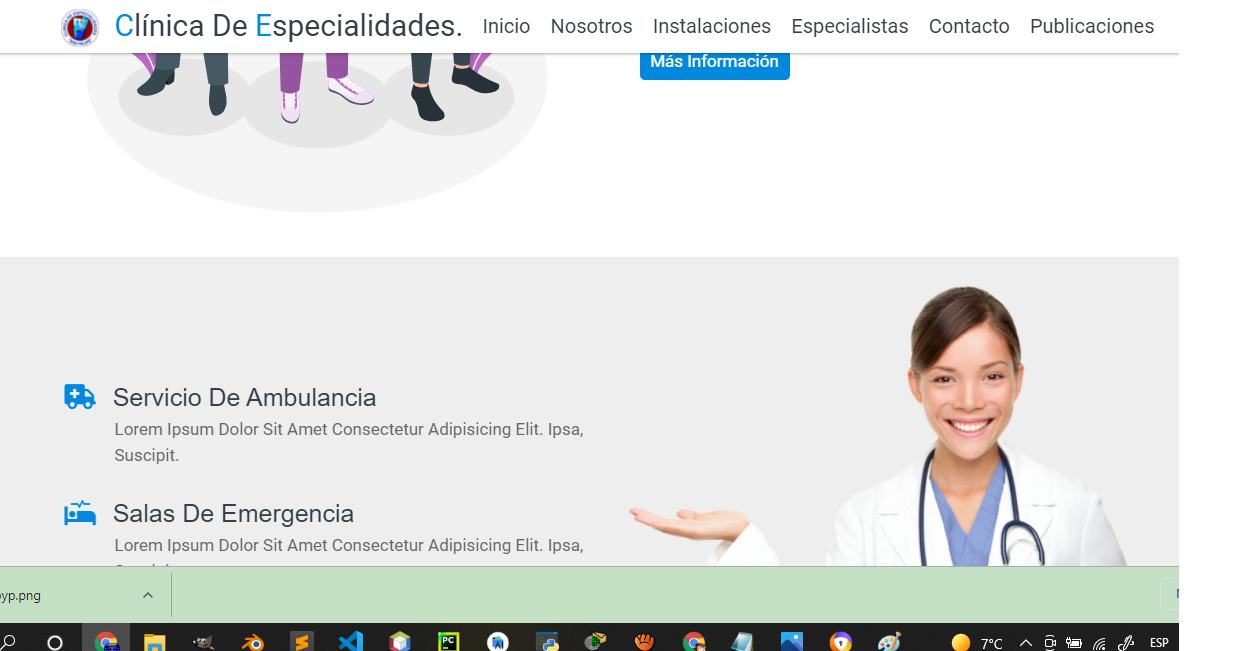 Clínica De Especialidades. Inicio Nosotros Instalaciones Especialistas Contacto Publicaciones
Más Información
Servicio De Ambulancia
Lorem Ipsum Dolor Sit Amet Consectetur Adipisicing Elit. Ipsa,
Suscipit.
Salas De Emergencia
Lorem Ipsum Dolor Sit Amet Consectetur Adipisicing Elit. Ipsa,
yp.png
PC
7°C ESP